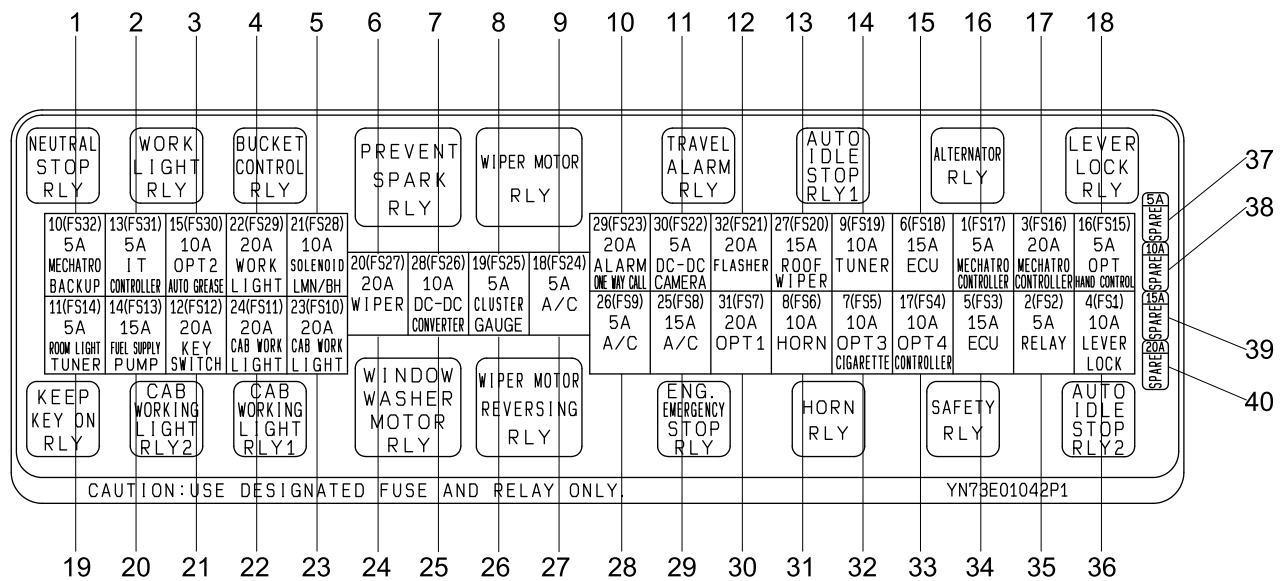 1 2 3 4 5 6 7 8 9 10 11 12 13 14 15 16 17 18
NEUTRAL
STOP
RLY
WORK
LIGHT
RLY
BUCKET
CONTROL
RLY
PREVENT
SPARK
RLY
WIPER MOTOR
RLY
TRAVEL
ALARM
RLY
AUTO
IDLE
STOP
RLY1
ALTERNATOR
RLY
LEVER
LOCK
RLY
10(FS32)
5A
MECHATRO
BACKUP
13(FS31)
5A
IT
CONTROLLER
15(FS30)
10A
OPT2
AUTO GREASE
22(FS29)
20A
WORK
LIGHT
21(FS28)
10A
SOLENOID
LMN/BH
20(FS27)
20A
WIPER
28(FS26)
10A
DC-DC
CONVERTER
19(FS25)
5A
CLUSTER
GAUGE
18(FS24)
5A
A/C
29(FS23)
20A
ALARM
ONE WAY CALL
30(FS22)
5A
DC-DC
CAMERA
32(FS21)
20A
FLASHER
27(FS20)
15A
ROOF
WIPER
9(FS19)
10A
TUNER
6(FS18)
15A
ECU
1(FS17)
5A
MECHATRO
CONTROLLER
3(FS16)
20A
MECHATRO
CONTROLLER
16(FS15)
5A
OPT
HAND CONTROL
11(FS14)
5A
ROOM LIGHT
TUNER
14(FS13)
15A
FUEL SUPPLY
PUMP
12(FS12)
20A
KEY
SWITCH
24(FS11)
20A
CAB WORK
LIGHT
23(FS10)
20A
CAB WORK
LIGHT
26(FS9)
5A
A/C
25(FS8)
15A
A/C
31(FS7)
20A
OPT1
8(FS6)
10A
HORN
7(FS5)
10A
OPT3
CIGARETTE
17(FS4)
10A
OPT4
CONTROLLER
5(FS3)
15A
ECU
2(FS2)
5A
RELAY
4(FS1)
10A
LEVER
LOCK
5A
SPARE
37
10A
SPARE
38
15A
SPARE
39
20A
SPARE
40
KEEP
KEY ON
RLY
CAB
WORKING
LIGHT
RLY2
CAB
WORKING
LIGHT
RLY1
WINDOW
WASHER
MOTOR
RLY
WIPER MOTOR
REVERSING
RLY
ENG.
EMERGENCY
STOP
RLY
HORN
RLY
SAFETY
RLY
AUTO
IDLE
STOP
RLY2
CAUTION:USE DESIGNATED FUSE AND RELAY ONLY.
YN73E01042P1
19 20 21 22 23 24 25 26 27 28 29 30 31 32 33 34 35 36